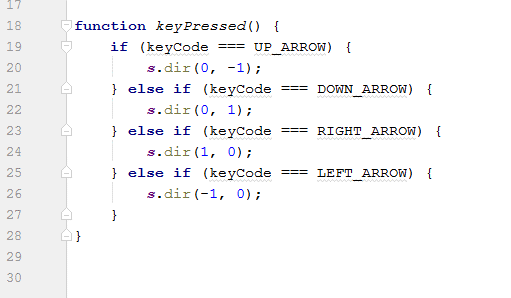 17
18 function keyPressed() {
19 if (keyCode === UP_ARROW) {
20 s.dir(0, -1);
21 } else if (keyCode === DOWN_ARROW) {
22 s.dir(0, 1);
23 } else if (keyCode === RIGHT_ARROW) {
24 s.dir(1, 0);
25 } else if (keyCode === LEFT_ARROW) {
26 s.dir(-1, 0);
27 }
28 }
29
30